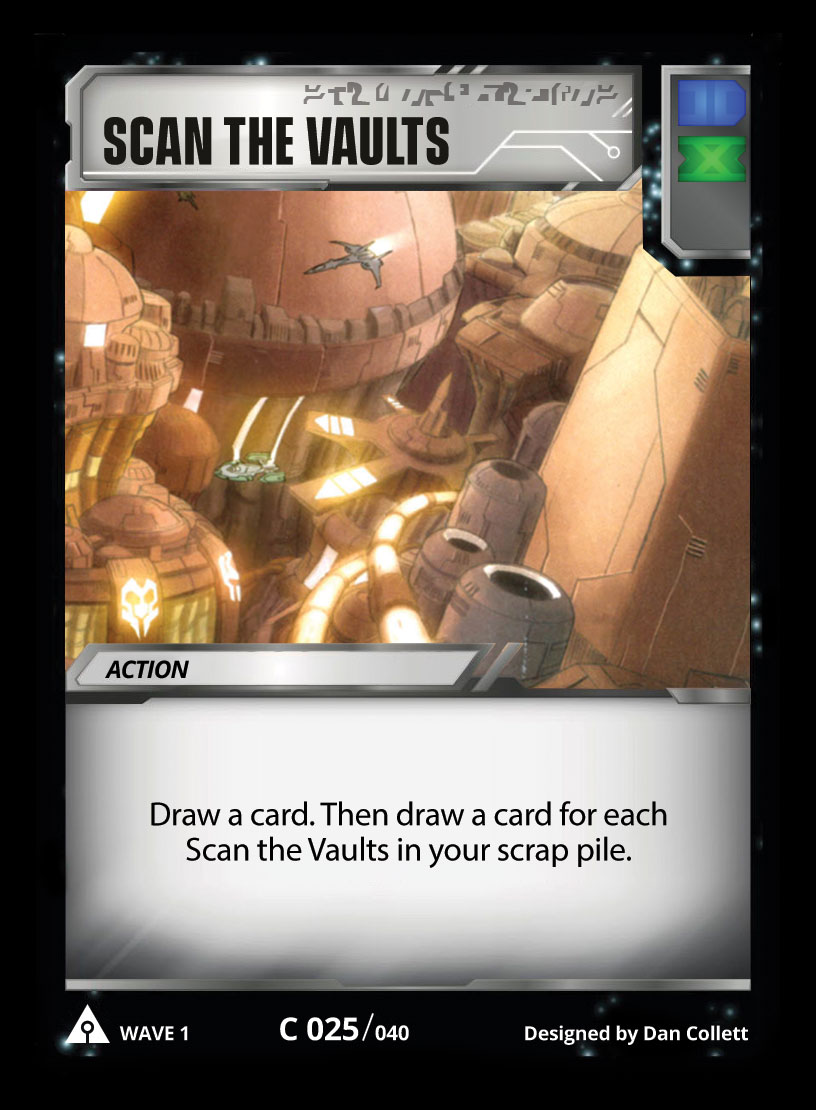 SCAN THE VAULTS
ACTION
Draw a card. Then draw a card for each
Scan the Vaults in your scrap pile.
WAVE 1
C 025/040
Designed by Dan Collett